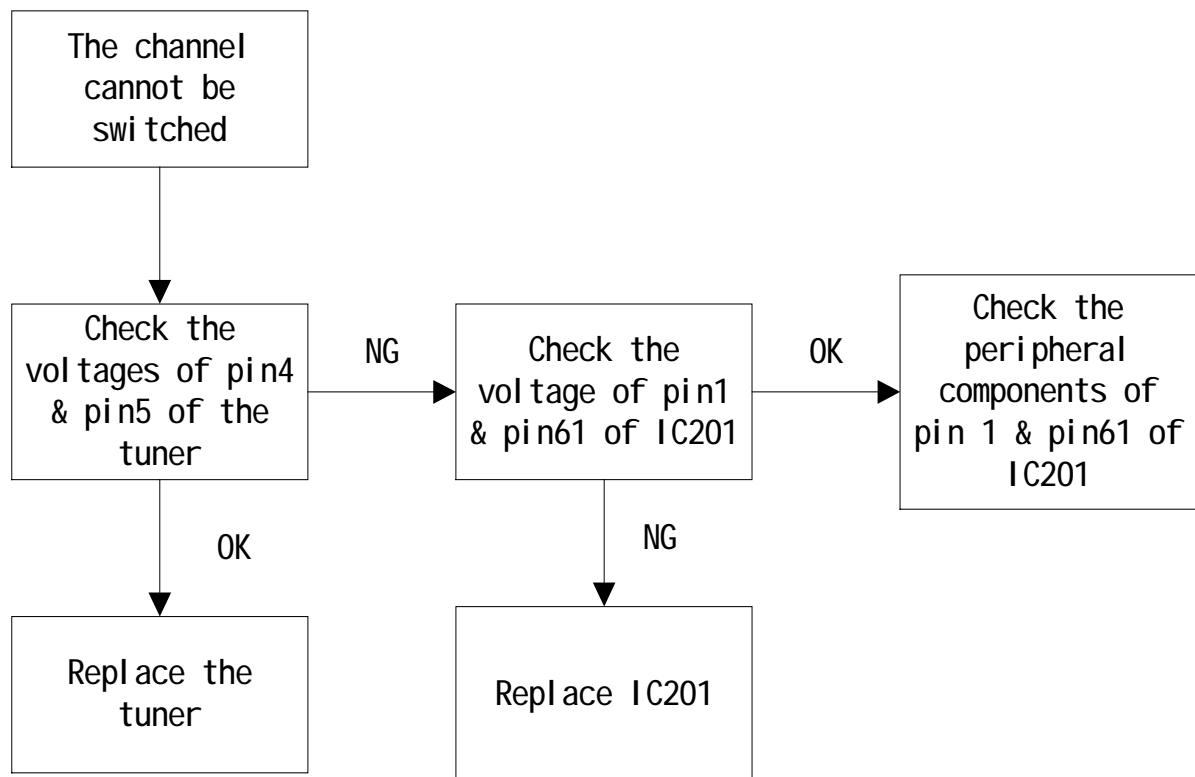 The channel
cannot be
switched
Check the
voltages of pin4
& pin5 of the
tuner
NG
Check the
voltage of pin1
& pin61 of IC201
OK
Check the
peripheral
components of
pin 1 & pin61 of
IC201
OK
NG
Replace the
tuner
Replace IC201